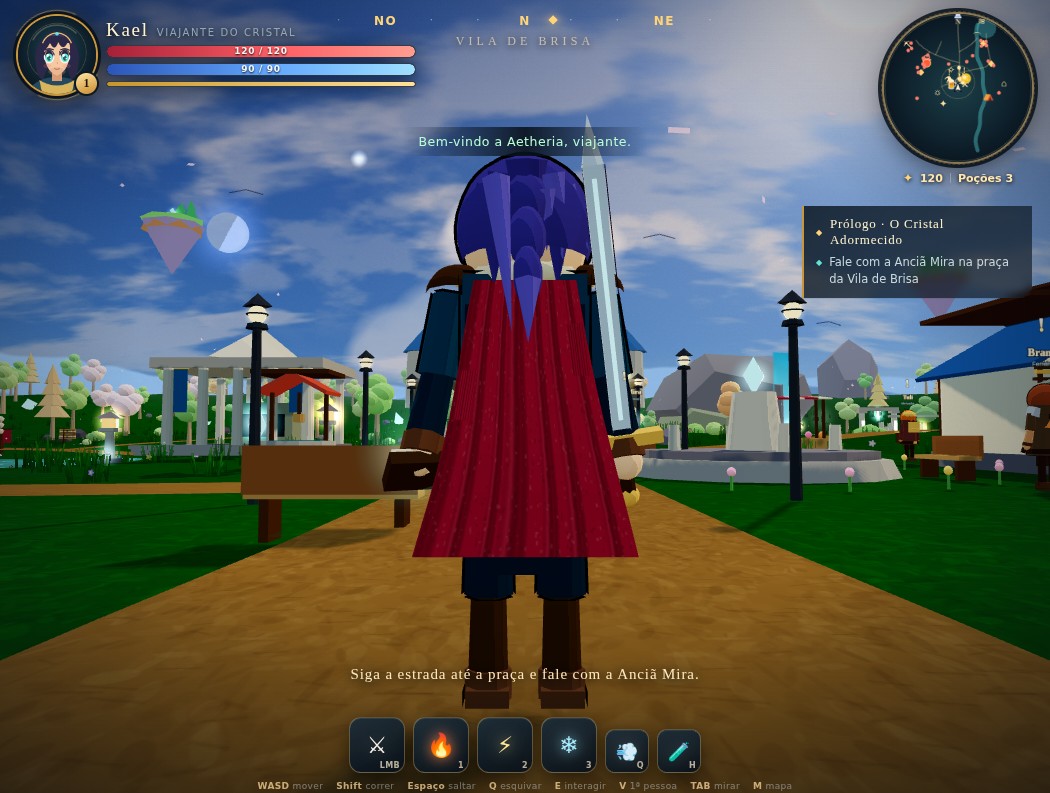 NO
N
NE
VILA DE BRISA
Kael VIAJANTE DO CRISTAL
120 / 120
90 / 90
1
Bem-vindo a Aetheria, viajante.
120 | Poções 3
Prólogo · O Cristal
Adormecido
Fale com a Anciã Mira na praça
da Vila de Brisa
!
Bran
Tuli
Siga a estrada até a praça e fale com a Anciã Mira.
LMB
1
2
3
Q
H
WASD mover Shift correr Espaço saltar Q esquivar E interagir V 1ª pessoa TAB mirar M mapa